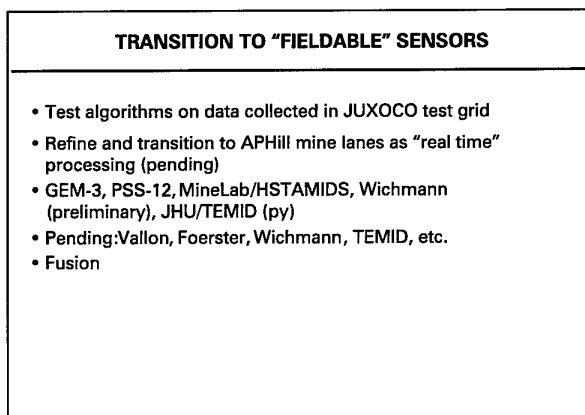 TRANSITION TO "FIELDABLE" SENSORS
• Test algorithms on data collected in JUXOCO test grid
• Refine and transition to APHill mine lanes as "real time"
processing (pending)
• GEM-3, PSS-12, MineLab/HSTAMIDS, Wichmann
(preliminary), JHU/TEMID (py)
• Pending:Vallon, Foerster, Wichmann, TEMID, etc.
• Fusion